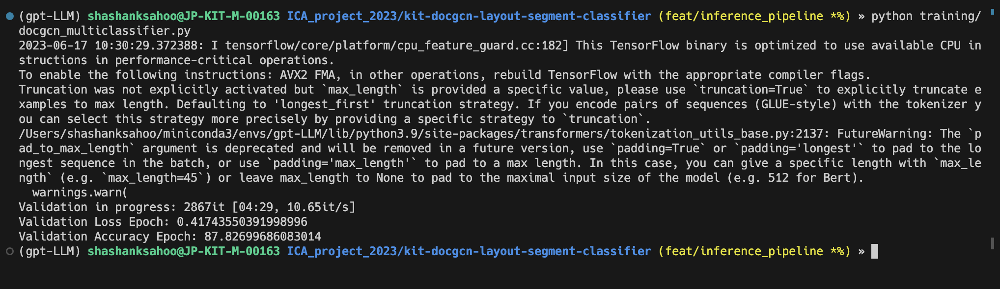 (gpt-LLM) shashanksahoo@JP-KIT-M-00163 ICA_project_2023/kit-docgcn-layout-segment-classifier (feat/inference_pipeline *%) » python training/
docgcn_multiclassifier.py
2023-06-17 10:30:29.372388: I tensorflow/core/platform/cpu_feature_guard.cc:182] This TensorFlow binary is optimized to use available CPU in
structions in performance-critical operations.
To enable the following instructions: AVX2 FMA, in other operations, rebuild TensorFlow with the appropriate compiler flags.
Truncation was not explicitly activated but `max_length` is provided a specific value, please use `truncation=True` to explicitly truncate e
xamples to max length. Defaulting to 'longest_first' truncation strategy. If you encode pairs of sequences (GLUE-style) with the tokenizer y
ou can select this strategy more precisely by providing a specific strategy to `truncation`.
/Users/shashanksahoo/miniconda3/envs/gpt-LLM/lib/python3.9/site-packages/transformers/tokenization_utils_base.py:2137: FutureWarning: The `p
ad_to_max_length` argument is deprecated and will be removed in a future version, use `padding=True` or `padding='longest'` to pad to the lo
ngest sequence in the batch, or use `padding='max_length'` to pad to a max length. In this case, you can give a specific length with `max_le
ngth` (e.g. `max_length=45`) or leave max_length to None to pad to the maximal input size of the model (e.g. 512 for Bert).
  warnings.warn(
Validation in progress: 2867it [04:29, 10.65it/s]
Validation Loss Epoch: 0.41743550391998996
Validation Accuracy Epoch: 87.82699686083014
(gpt-LLM) shashanksahoo@JP-KIT-M-00163 ICA_project_2023/kit-docgcn-layout-segment-classifier (feat/inference_pipeline *%) »